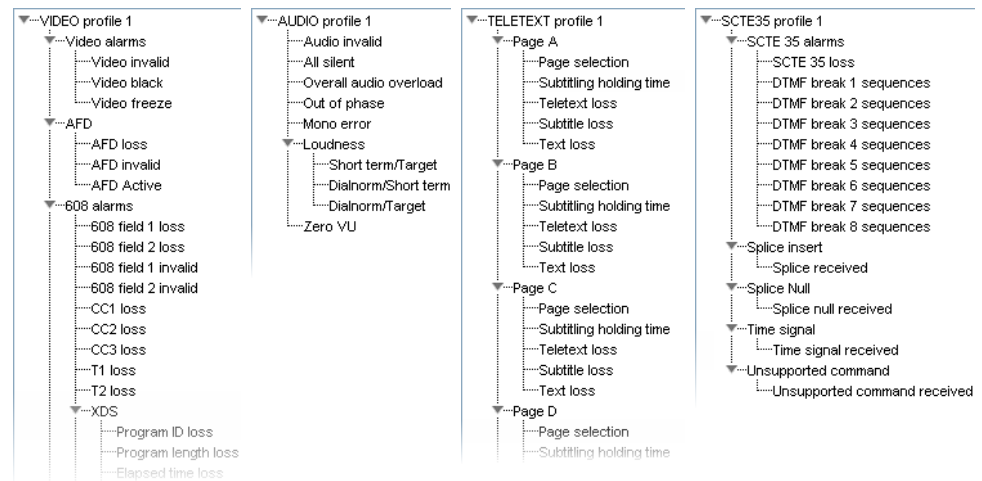 VIDEO profile 1
Video alarms
Video invalid
Video black
Video freeze
AFD
AFD loss
AFD invalid
AFD Active
608 alarms
608 field 1 loss
608 field 2 loss
608 field 1 invalid
608 field 2 invalid
CC1 loss
CC2 loss
CC3 loss
T1 loss
T2 loss
XDS
Program ID loss
Program length loss
Elapsed time loss
AUDIO profile 1
Audio invalid
All silent
Overall audio overload
Out of phase
Mono error
Loudness
Short term/Target
Dialnorm/Short term
Dialnorm/Target
Zero VU
TELETEXT profile 1
Page A
Page selection
Subtitling holding time
Teletext loss
Subtitle loss
Text loss
Page B
Page selection
Subtitling holding time
Teletext loss
Subtitle loss
Text loss
Page C
Page selection
Subtitling holding time
Teletext loss
Subtitle loss
Text loss
Page D
Page selection
Subtitling holding time
SCTE35 profile 1
SCTE 35 alarms
SCTE 35 loss
DTMF break 1 sequences
DTMF break 2 sequences
DTMF break 3 sequences
DTMF break 4 sequences
DTMF break 5 sequences
DTMF break 6 sequences
DTMF break 7 sequences
DTMF break 8 sequences
Splice insert
Splice received
Splice Null
Splice null received
Time signal
Time signal received
Unsupported command
Unsupported command received